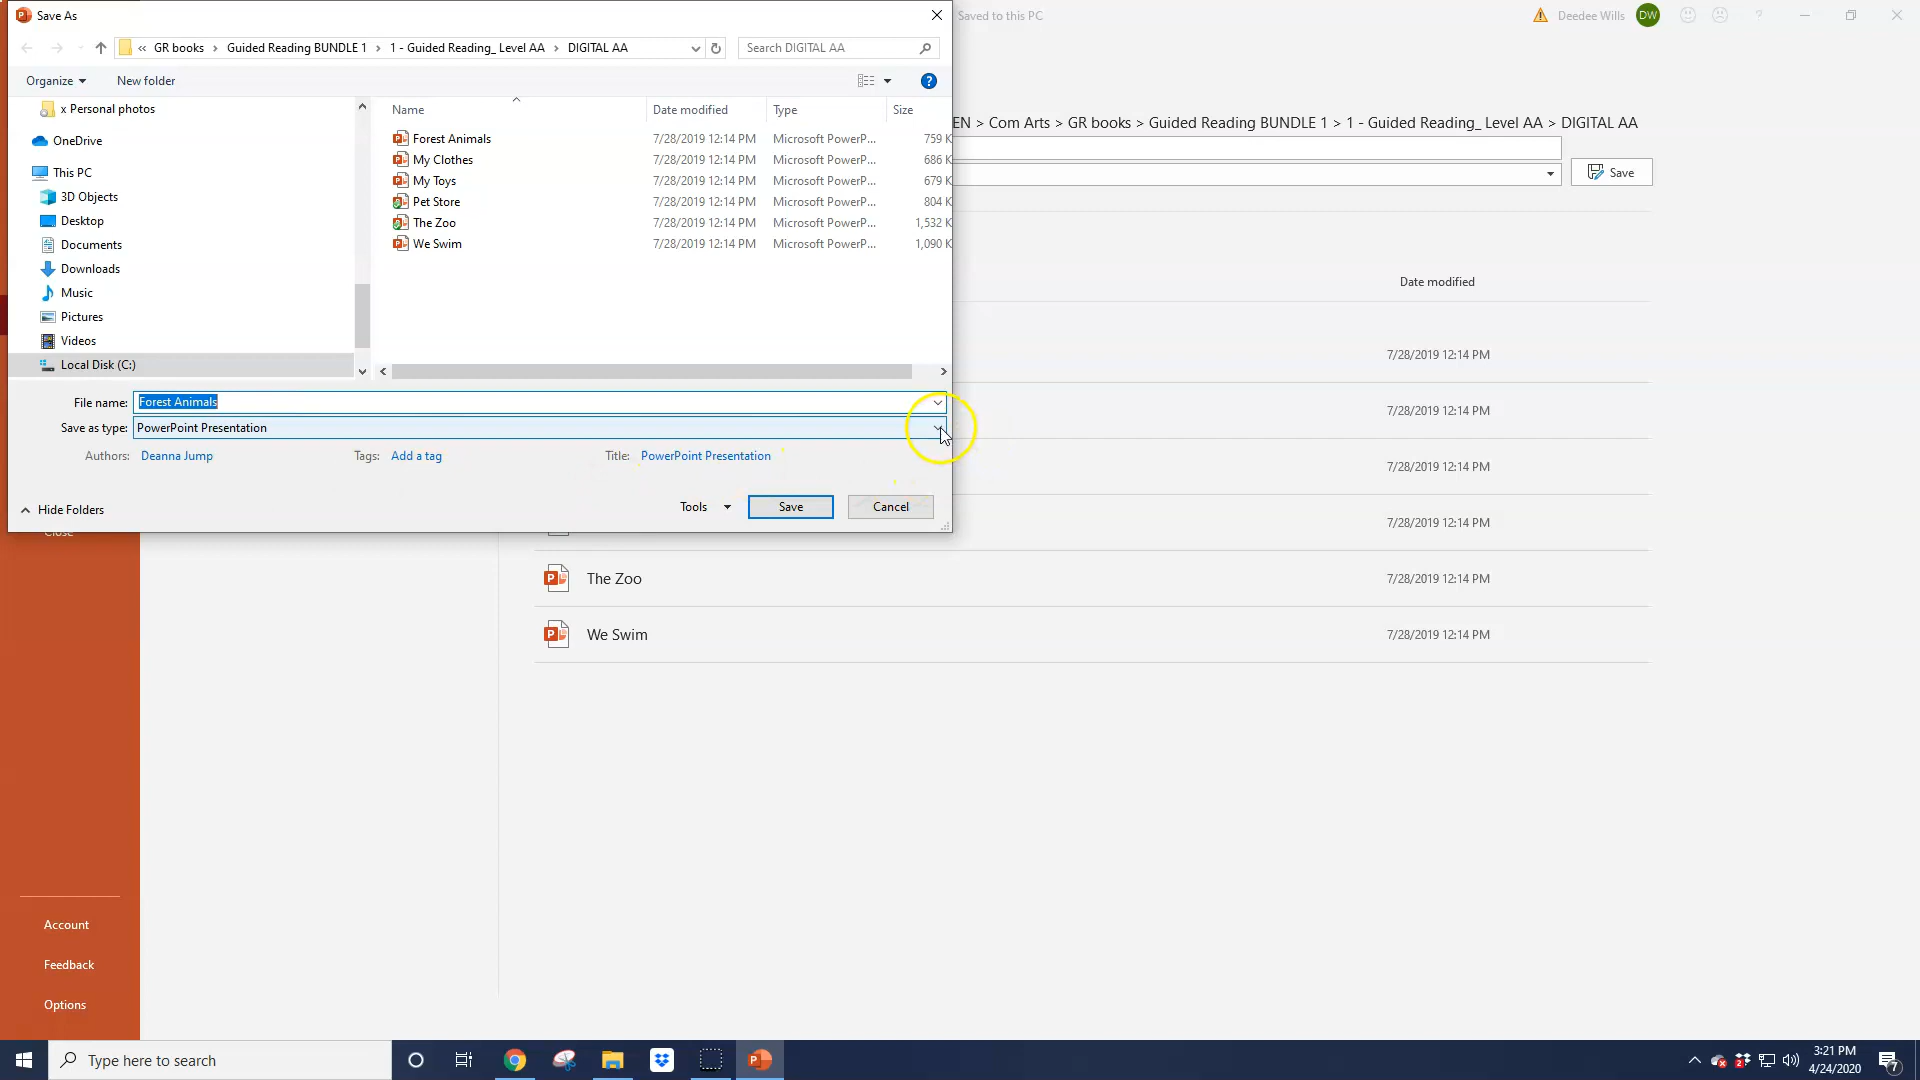 Save As
Saved to this PC
Deedee Wills
DW
« GR books › Guided Reading BUNDLE 1 › 1 - Guided Reading_ Level AA › DIGITAL AA
Search DIGITAL AA
Organize
New folder
x Personal photos
OneDrive
This PC
3D Objects
Desktop
Documents
Downloads
Music
Pictures
Videos
Local Disk (C:)
Name Date modified Type Size
Forest Animals 7/28/2019 12:14 PM Microsoft PowerP... 759 K
My Clothes 7/28/2019 12:14 PM Microsoft PowerP... 686 K
My Toys 7/28/2019 12:14 PM Microsoft PowerP... 679 K
Pet Store 7/28/2019 12:14 PM Microsoft PowerP... 804 K
The Zoo 7/28/2019 12:14 PM Microsoft PowerP... 1,532 K
We Swim 7/28/2019 12:14 PM Microsoft PowerP... 1,090 K
File name: Forest Animals
Save as type: PowerPoint Presentation
Authors: Deanna Jump Tags: Add a tag Title: PowerPoint Presentation
Hide Folders
Tools
Save
Cancel
EN > Com Arts > GR books > Guided Reading BUNDLE 1 > 1 - Guided Reading_ Level AA > DIGITAL AA
Save
Date modified
7/28/2019 12:14 PM
7/28/2019 12:14 PM
7/28/2019 12:14 PM
7/28/2019 12:14 PM
The Zoo 7/28/2019 12:14 PM
We Swim 7/28/2019 12:14 PM
Close
Account
Feedback
Options
Type here to search
3:21 PM
4/24/2020
7